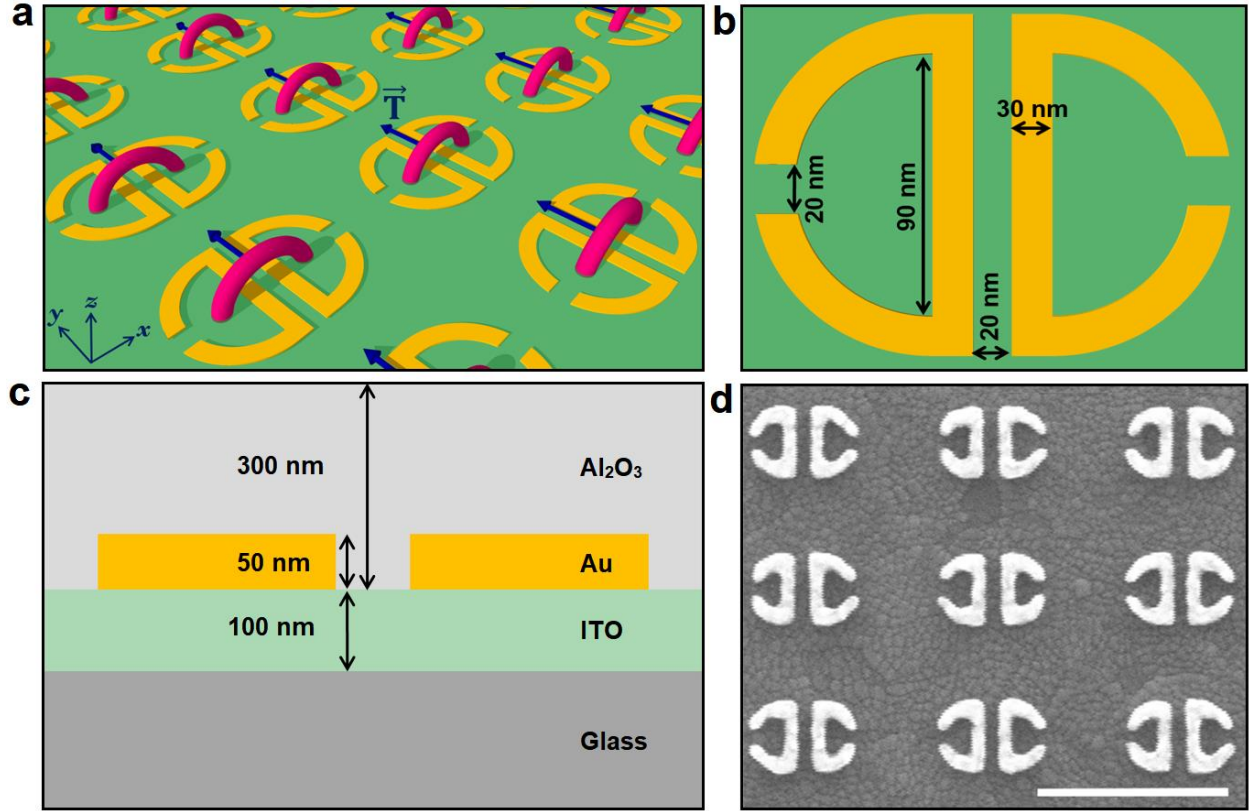 a
T
z
y
x
b
30 nm
20 nm
90 nm
20 nm
c
300 nm
Al₂O₃
50 nm
Au
100 nm
ITO
Glass
d